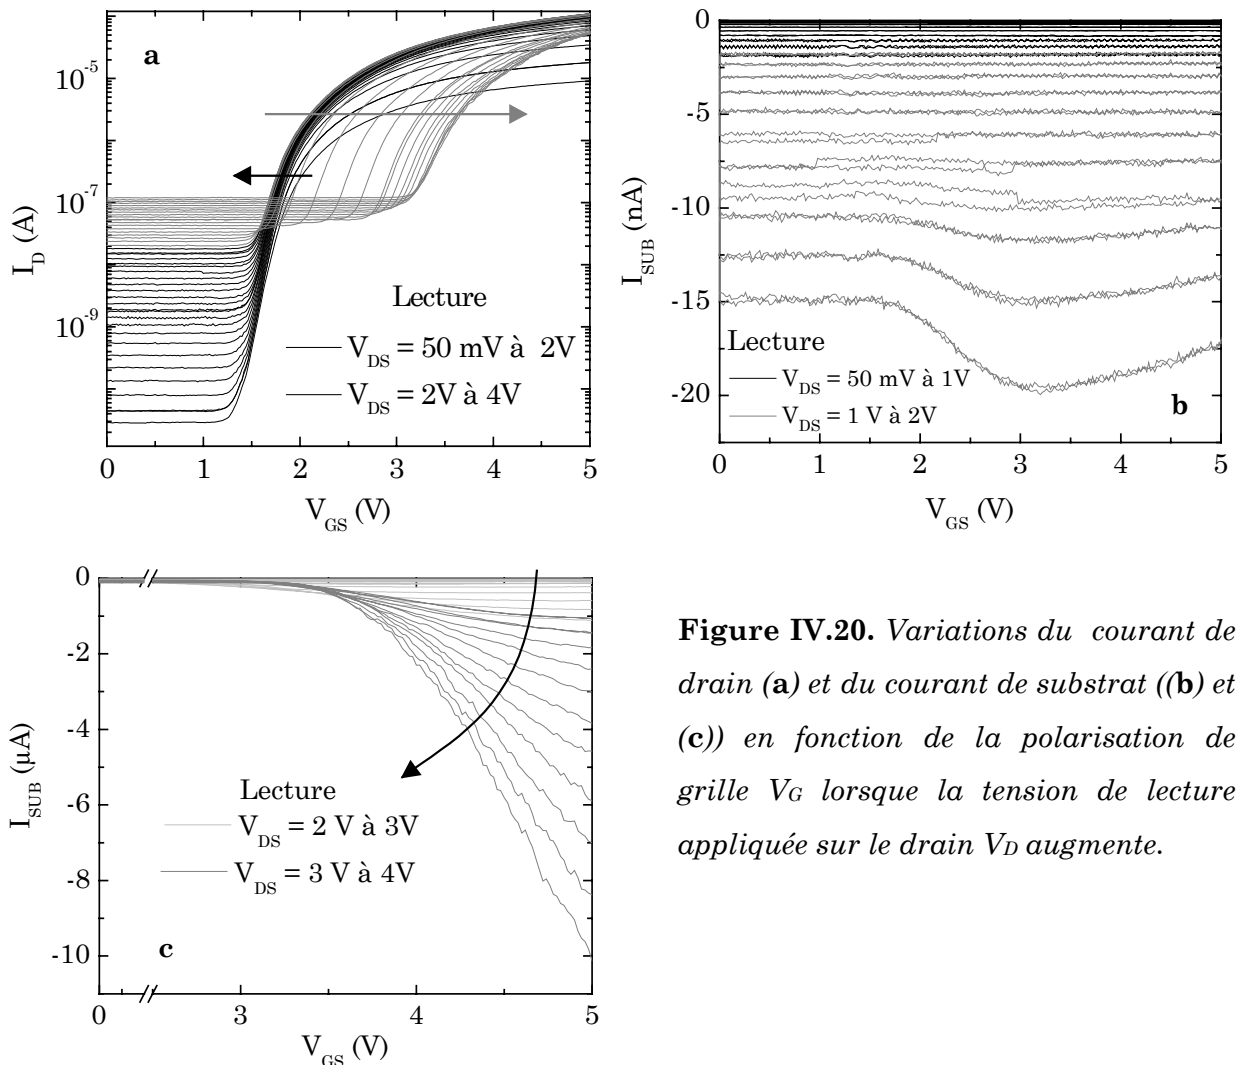 a
10⁻⁵
10⁻⁷
10⁻⁹
I_D (A)
Lecture
V_DS = 50 mV à 2V
V_DS = 2V à 4V
0 1 2 3 4 5
V_GS (V)
0
-5
-10
-15
-20
I_SUB (nA)
Lecture
V_DS = 50 mV à 1V
V_DS = 1 V à 2V
b
0 1 2 3 4 5
V_GS (V)
0
-2
-4
-6
-8
-10
I_SUB (µA)
Lecture
V_DS = 2 V à 3V
V_DS = 3 V à 4V
c
0 3 4 5
V_GS (V)
Figure IV.20. Variations du courant de
drain (a) et du courant de substrat ((b) et
(c)) en fonction de la polarisation de
grille V_G lorsque la tension de lecture
appliquée sur le drain V_D augmente.